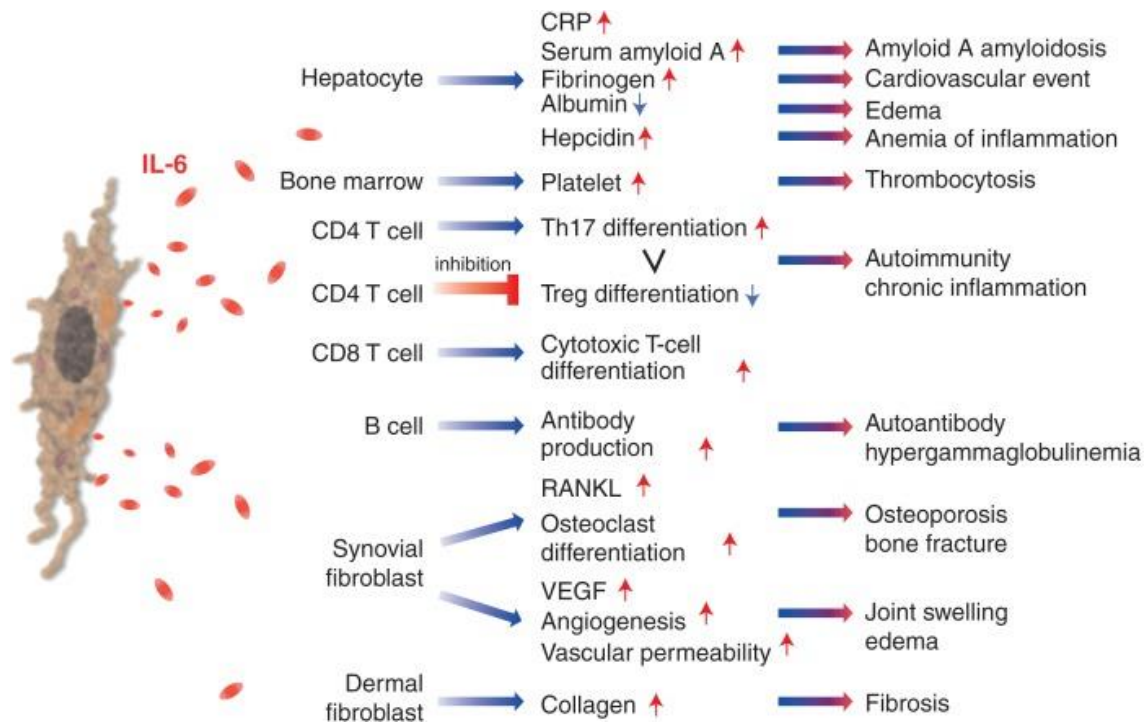 IL-6
Hepatocyte
CRP ↑
Serum amyloid A ↑
Amyloid A amyloidosis
Fibrinogen ↑
Cardiovascular event
Albumin ↓
Edema
Hepcidin ↑
Anemia of inflammation
Bone marrow
Platelet ↑
Thrombocytosis
CD4 T cell
Th17 differentiation ↑
inhibition
CD4 T cell
Treg differentiation ↓
Autoimmunity
chronic inflammation
CD8 T cell
Cytotoxic T-cell
differentiation ↑
B cell
Antibody
production ↑
Autoantibody
hypergammaglobulinemia
Synovial
fibroblast
RANKL ↑
Osteoclast
differentiation ↑
Osteoporosis
bone fracture
VEGF ↑
Angiogenesis ↑
Vascular permeability ↑
Joint swelling
edema
Dermal
fibroblast
Collagen ↑
Fibrosis